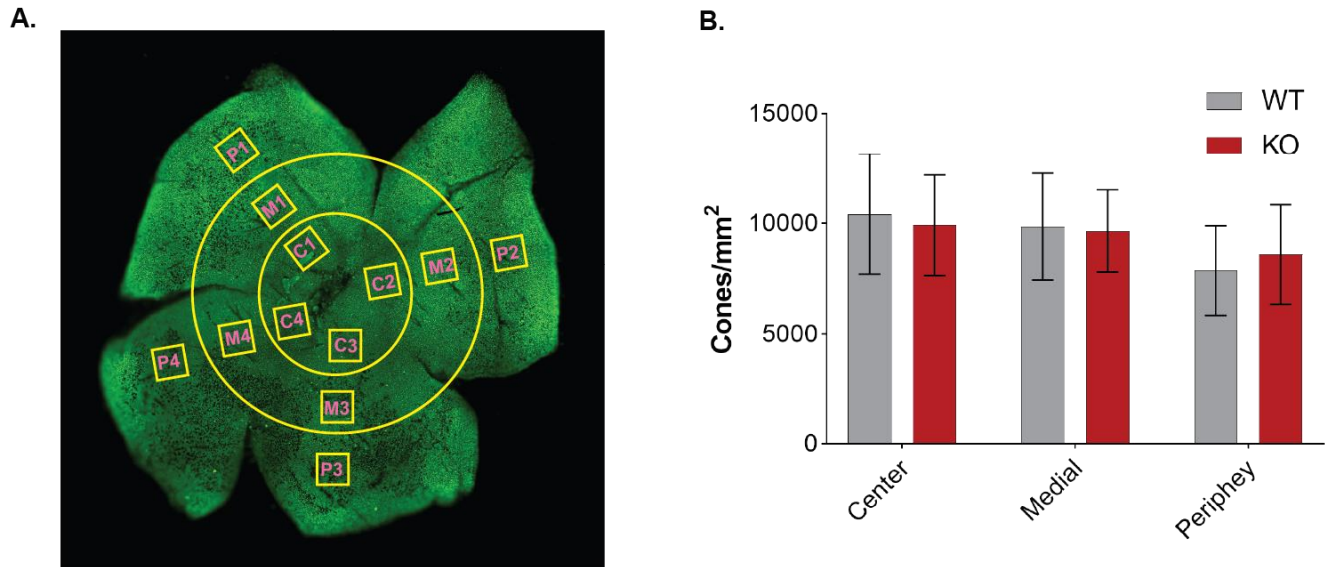 A.
P1
M1
C1
C2
M2
P2
C4
M4
C3
P4
M3
P3
B.
WT
KO
Cones/mm²
15000
10000
5000
0
Center
Medial
Periphey